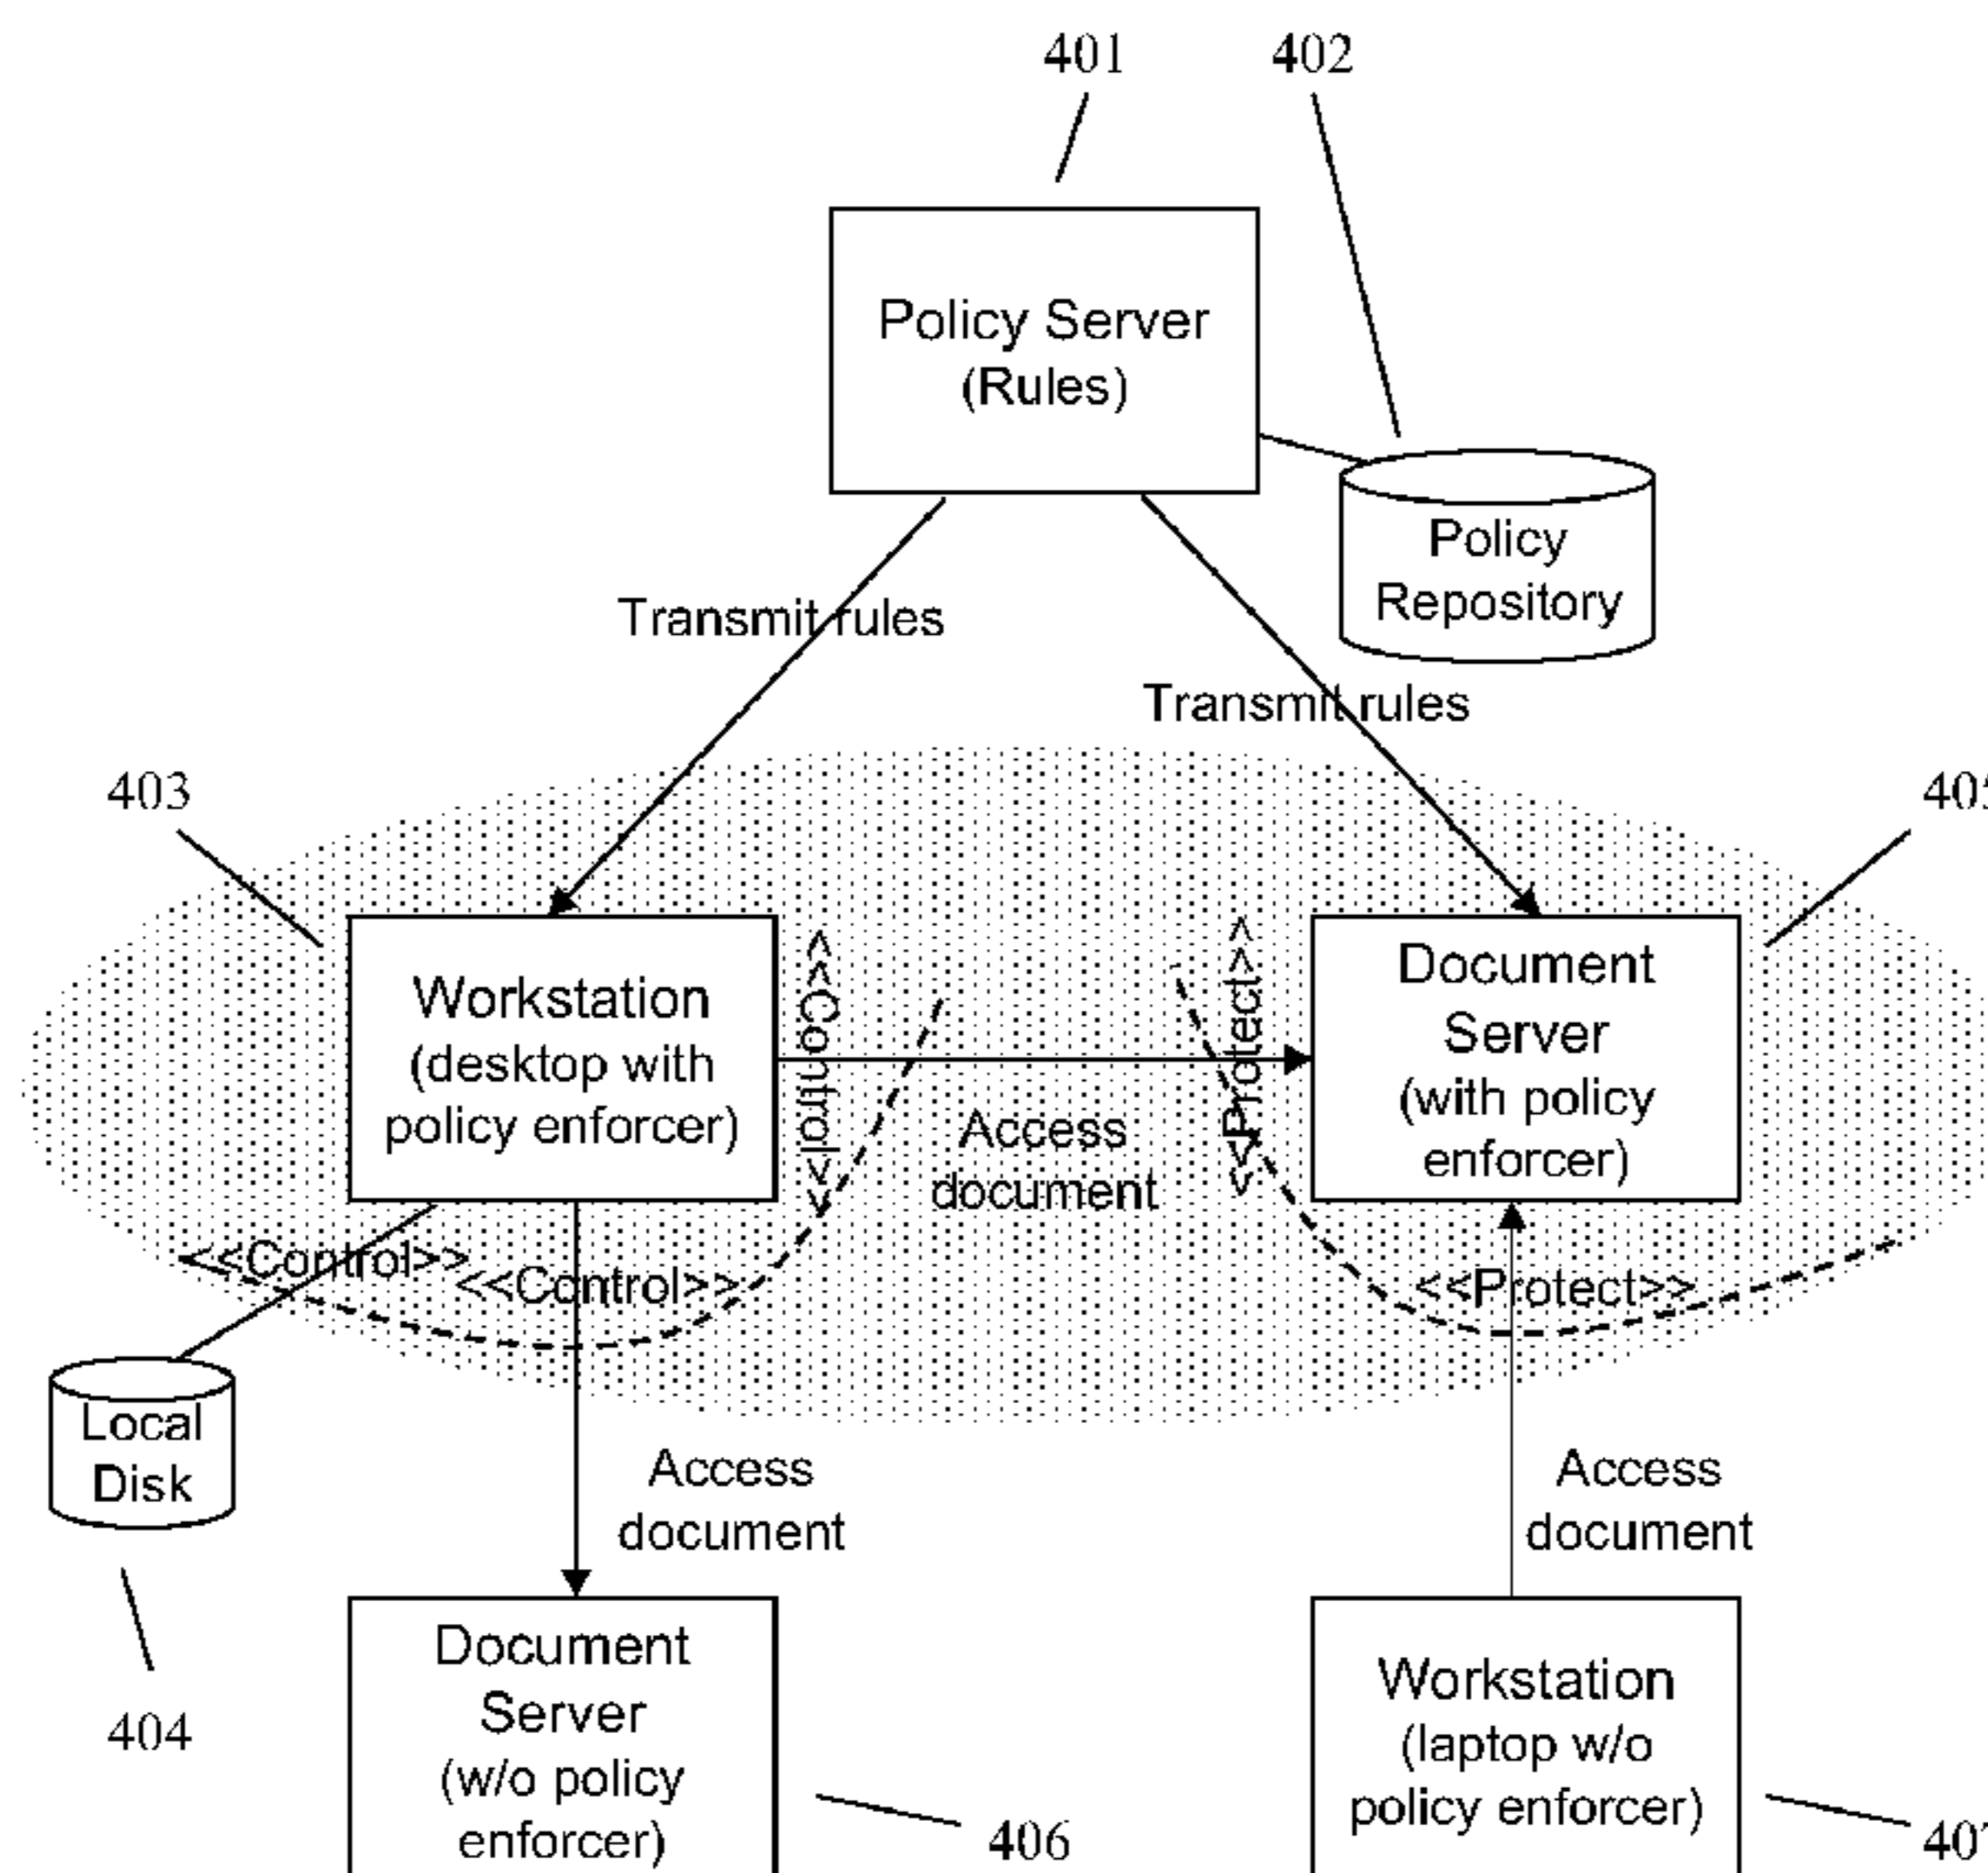 401
402
Policy Server
(Rules)
Policy
Repository
Transmit rules
Transmit rules
403
Workstation
(desktop with
policy enforcer)
<<Control>>
<<Protect>>
Document
Server
(with policy
enforcer)
Access
document
<<Control>>
<<Control>>
<<Protect>>
Local
Disk
Access
document
Access
document
404
Document
Server
(w/o policy
enforcer)
406
Workstation
(laptop w/o
policy enforcer)